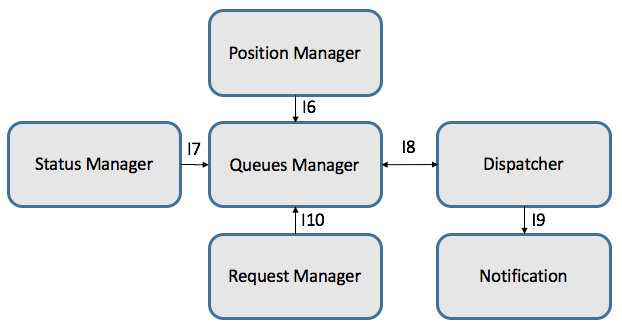 Position Manager
I6
Status Manager
I7
Queues Manager
I8
Dispatcher
I10
I9
Request Manager
Notification